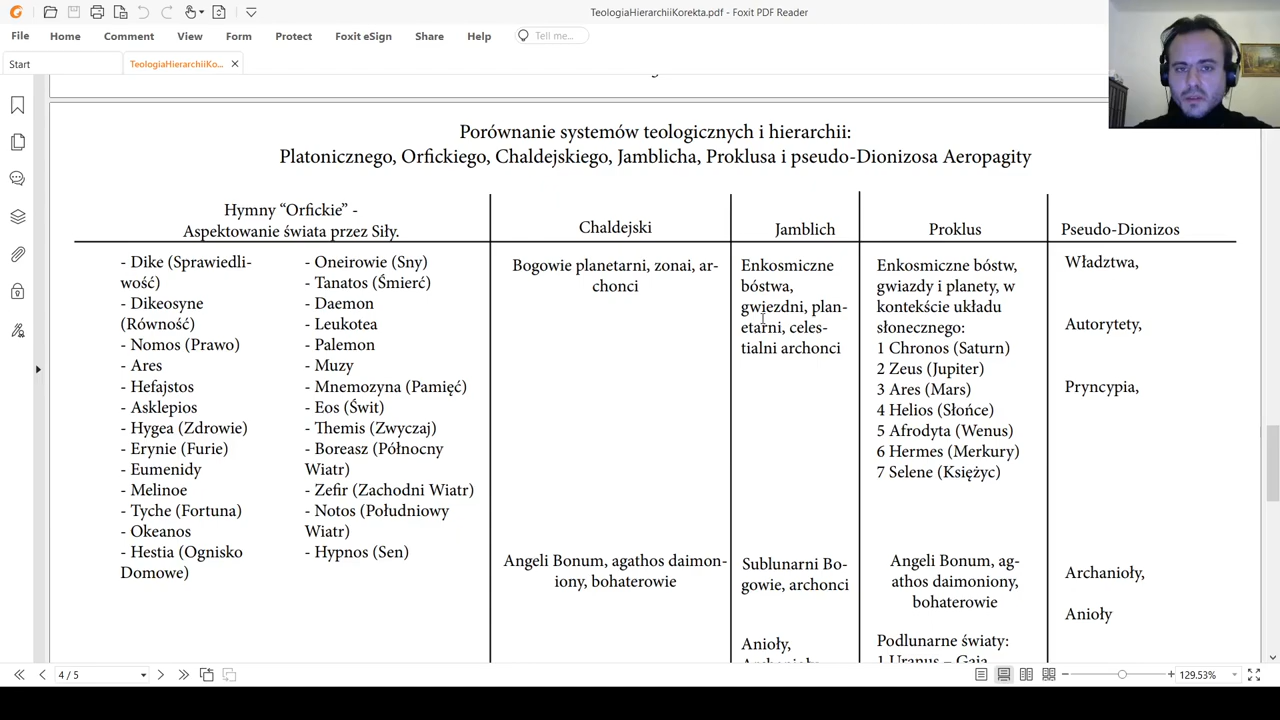 TeologiaHierarchiiKorekta.pdf - Foxit PDF Reader
File Home Comment View Form Protect Foxit eSign Share Help Tell me...
Start TeologiaHierarchiiKo...
Porównanie systemów teologicznych i hierarchii:
Platonicznego, Orfickiego, Chaldejskiego, Jamblicha, Proklusa i pseudo-Dionizosa Aeropagity
Hymny “Orfickie” -
Aspektowanie świata przez Siły.
Chaldejski
Jamblich
Proklus
Pseudo-Dionizos
- Dike (Sprawiedli-
wość)
- Dikeosyne
(Równość)
- Nomos (Prawo)
- Ares
- Hefajstos
- Asklepios
- Hygea (Zdrowie)
- Erynie (Furie)
- Eumenidy
- Melinoe
- Tyche (Fortuna)
- Okeanos
- Hestia (Ognisko
Domowe)
- Oneirowie (Sny)
- Tanatos (Śmierć)
- Daemon
- Leukotea
- Palemon
- Muzy
- Mnemozyna (Pamięć)
- Eos (Świt)
- Themis (Zwyczaj)
- Boreasz (Północny
Wiatr)
- Zefir (Zachodni Wiatr)
- Notos (Południowy
Wiatr)
- Hypnos (Sen)
Bogowie planetarni, zonai, ar-
chonci
Angeli Bonum, agathos daimon-
iony, bohaterowie
Enkosmiczne
bóstwa,
gwiezdni, plan-
etarni, celes-
tialni archonci
Sublunarni Bo-
gowie, archonci
Anioły,
Archanioły
Enkosmiczne bóstw,
gwiazdy i planety, w
kontekście układu
słonecznego:
1 Chronos (Saturn)
2 Zeus (Jupiter)
3 Ares (Mars)
4 Helios (Słońce)
5 Afrodyta (Wenus)
6 Hermes (Merkury)
7 Selene (Księżyc)
Angeli Bonum, ag-
athos daimoniony,
bohaterowie
Podlunarne światy:
1 Uranus – Gaia
Władztwa,
Autorytety,
Pryncypia,
Archanioły,
Anioły
4 / 5
129.53%